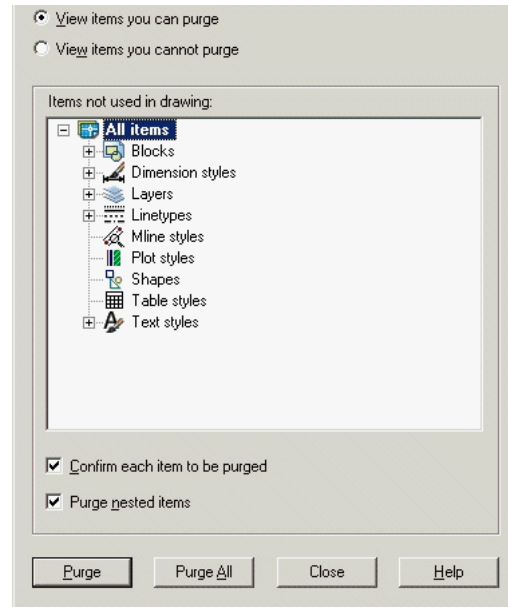 View items you can purge
View items you cannot purge
Items not used in drawing:
All items
Blocks
Dimension styles
Layers
Linetypes
Mline styles
Plot styles
Shapes
Table styles
Text styles
Confirm each item to be purged
Purge nested items
Purge Purge All Close Help